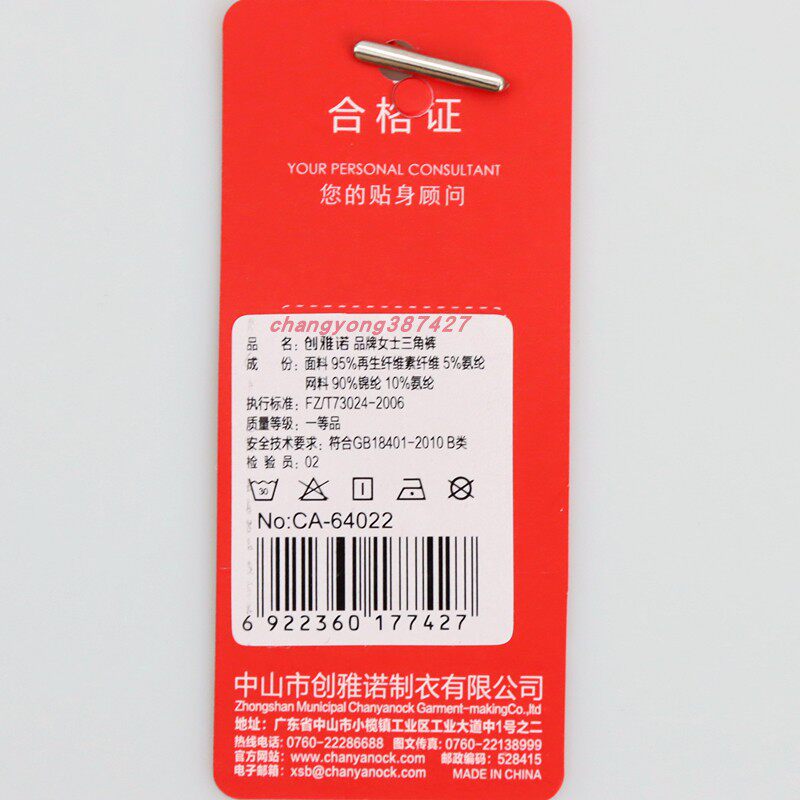 合格证
YOUR PERSONAL CONSULTANT
您的贴身顾问
changyong387427
品 名: 创雅诺 品牌女士三角裤
成 份: 面料 95%再生纤维素纤维 5%氨纶
网料 90%锦纶 10%氨纶
执行标准: FZ/T73024-2006
质量等级: 一等品
安全技术要求: 符合GB18401-2010 B类
检 验 员: 02
30
No:CA-64022
6 922360 177427
中山市创雅诺制衣有限公司
Zhongshan Municipal Chanyanock Garment-makingCo.,ltd
地址: 广东省中山市小榄镇工业区工业大道中1号之二
热线电话: 0760-22286688 图文传真: 0760-22138999
官方网站: www.chanyanock.com 邮政编码: 528415
电子邮箱: xsb@chanyanock.com MADE IN CHINA